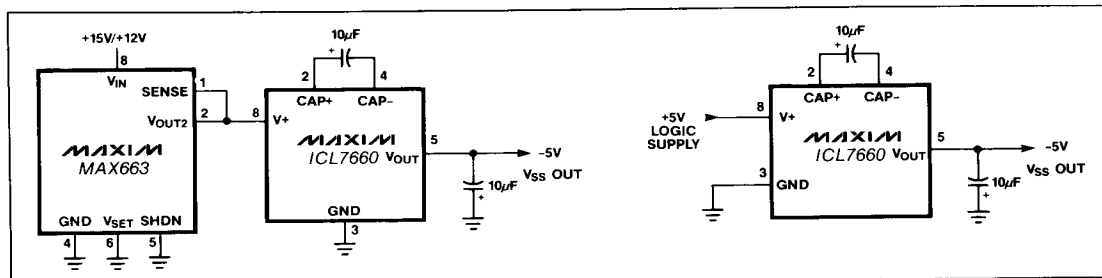 +15V/+12V
8
VIN
1
SENSE
2
VOUT2
MAXIM
MAX663
GND
VSET
SHDN
4
6
5
10µF
+
2
4
CAP+
CAP−
8
V+
MAXIM
ICL7660
VOUT
5
−5V
VSS OUT
10µF
+
GND
3
10µF
+
2
4
CAP+
CAP−
+5V
LOGIC
SUPPLY
8
V+
MAXIM
ICL7660
VOUT
5
−5V
VSS OUT
3
GND
10µF
+